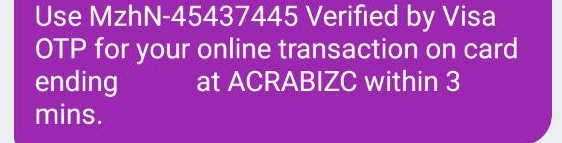 Use MzhN-45437445 Verified by Visa
OTP for your online transaction on card
ending at ACRABIZC within 3
mins.